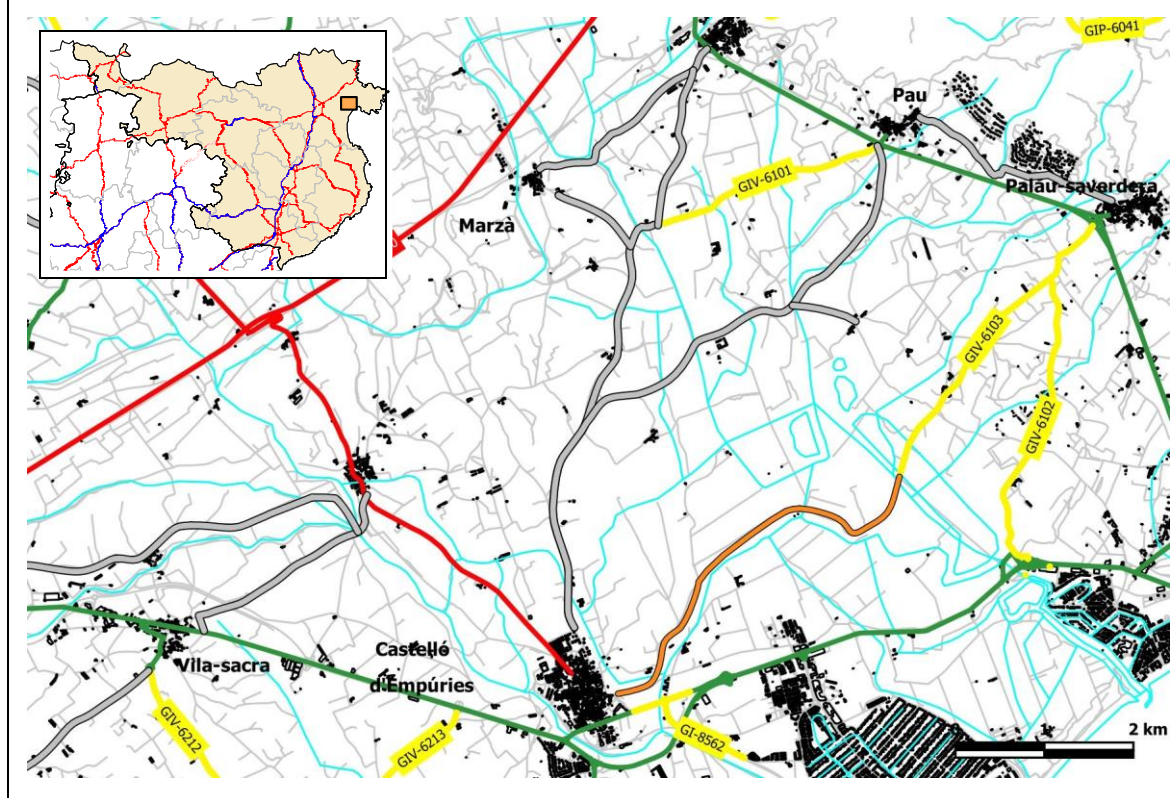 GIP-6041
Pau
GIV-6101
Palau-saverdera
Marzà
GIV-6103
GIV-6102
Castelló
d'Empúries
Vila-sacra
GIV-6212
GIV-6213
GI-8562
2 km